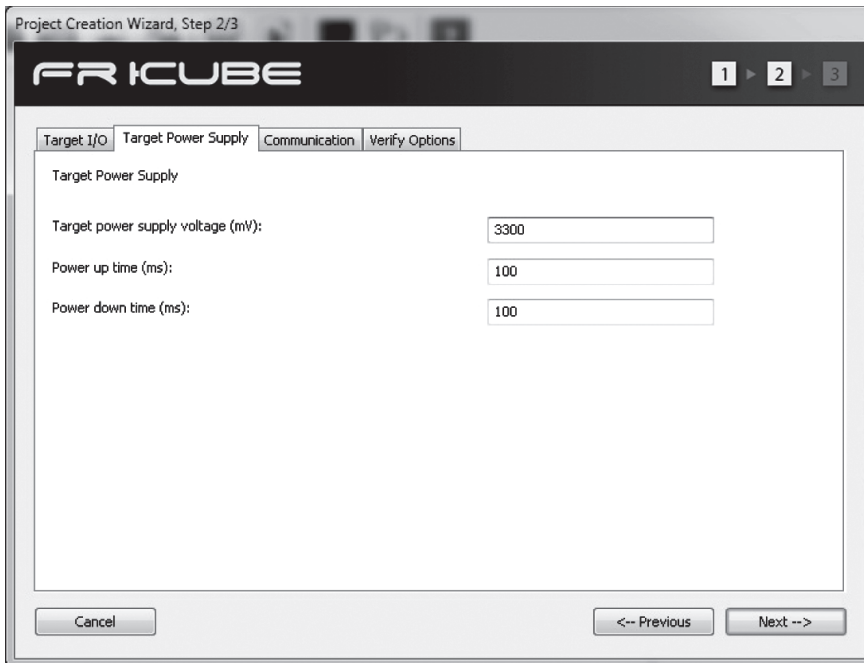 Project Creation Wizard, Step 2/3
FRICUBE
1 2 3
Target I/O Target Power Supply Communication Verify Options
Target Power Supply
Target power supply voltage (mV): 3300
Power up time (ms): 100
Power down time (ms): 100
Cancel <-- Previous Next -->